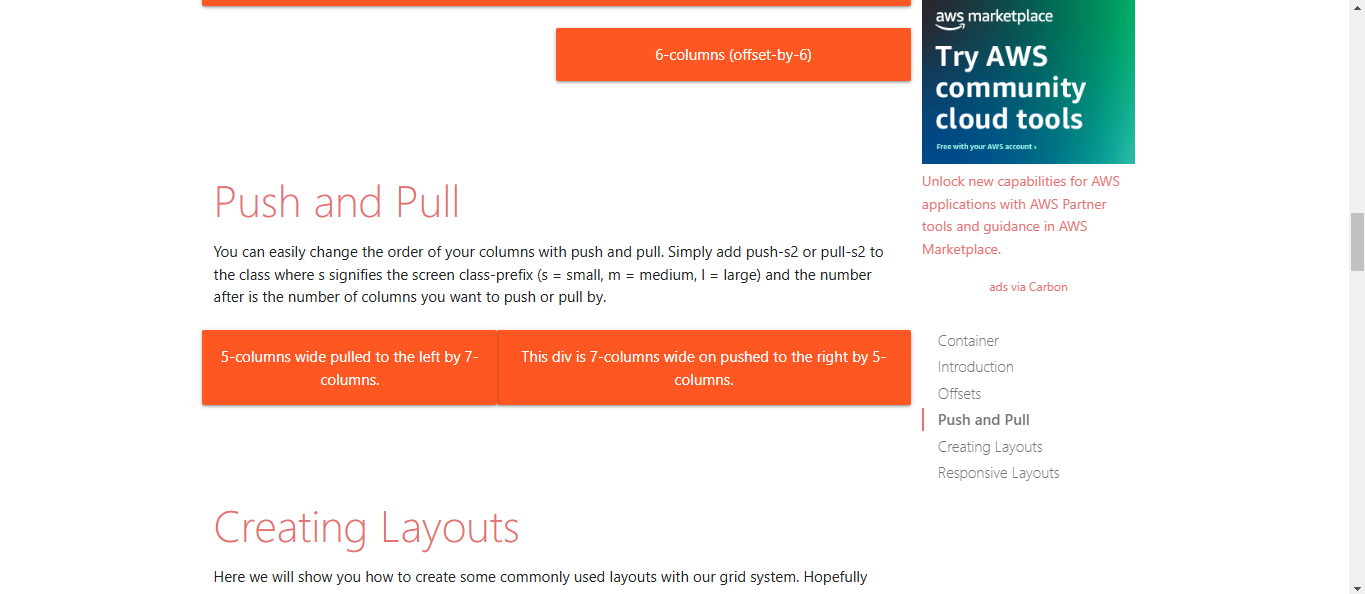 6-columns (offset-by-6)
Push and Pull
You can easily change the order of your columns with push and pull. Simply add push-s2 or pull-s2 to
the class where s signifies the screen class-prefix (s = small, m = medium, l = large) and the number
after is the number of columns you want to push or pull by.
5-columns wide pulled to the left by 7-
columns.
This div is 7-columns wide on pushed to the right by 5-
columns.
Creating Layouts
Here we will show you how to create some commonly used layouts with our grid system. Hopefully
aws marketplace
Try AWS
community
cloud tools
Free with your AWS account ›
Unlock new capabilities for AWS
applications with AWS Partner
tools and guidance in AWS
Marketplace.
ads via Carbon
Container
Introduction
Offsets
Push and Pull
Creating Layouts
Responsive Layouts